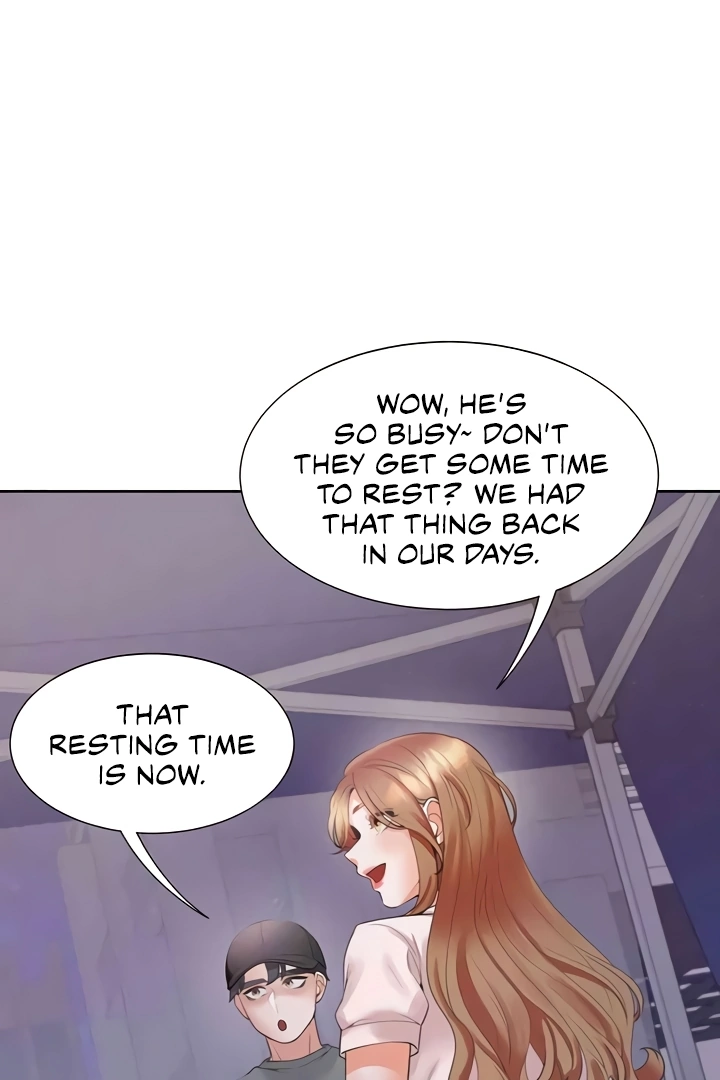 WOW, HE'S
SO BUSY~ DON'T
THEY GET SOME TIME
TO REST? WE HAD
THAT THING BACK
IN OUR DAYS.
THAT
RESTING TIME
IS NOW.